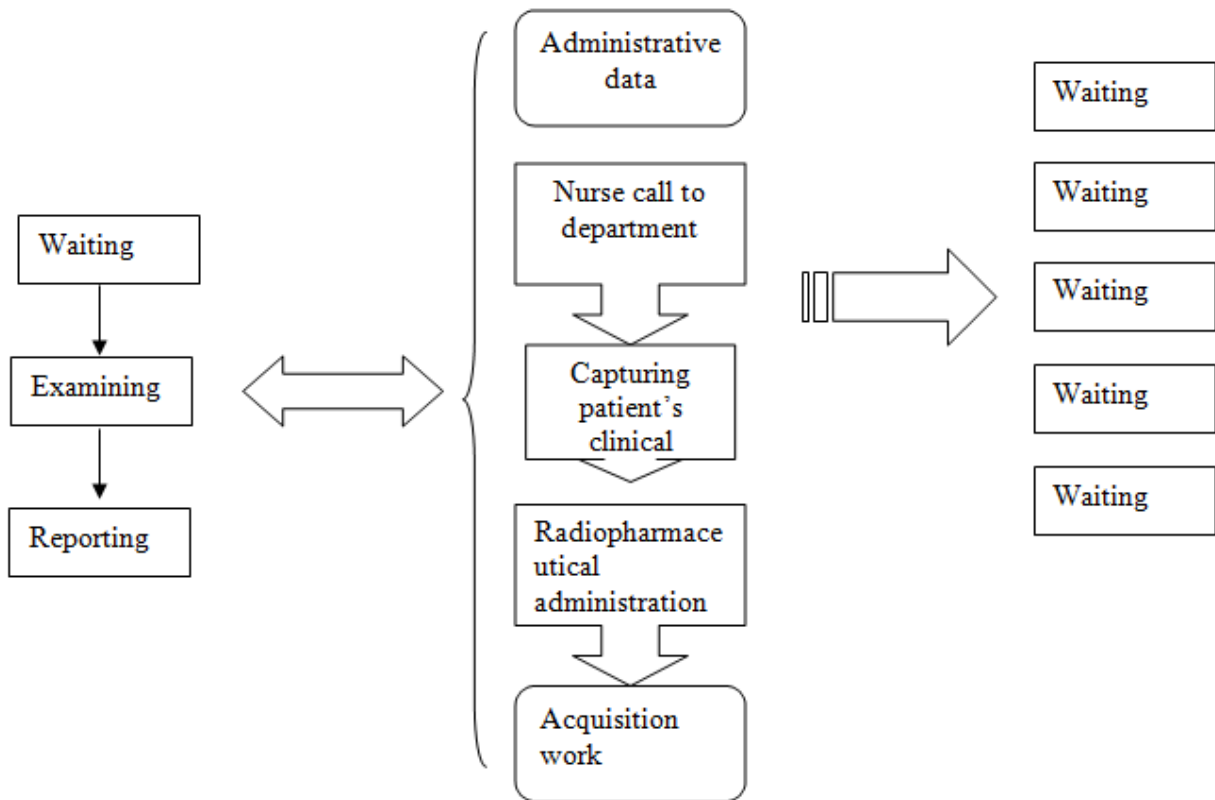 Waiting
Examining
Reporting
Administrative
data
Nurse call to
department
Capturing
patient’s
clinical
Radiopharmace
utical
administration
Acquisition
work
Waiting
Waiting
Waiting
Waiting
Waiting